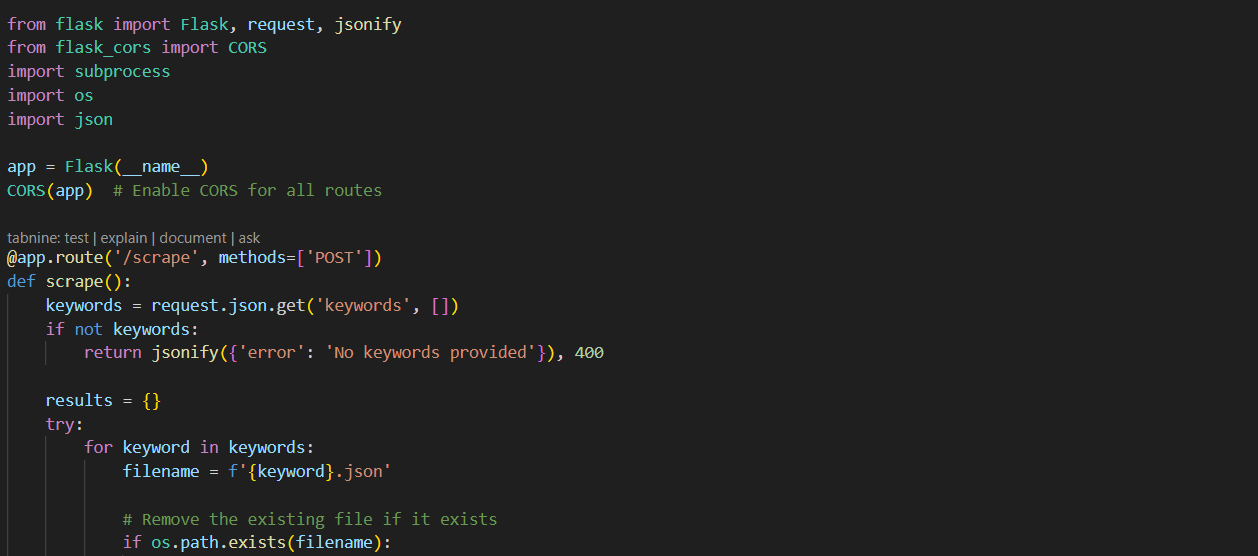 from flask import Flask, request, jsonify
from flask_cors import CORS
import subprocess
import os
import json

app = Flask(__name__)
CORS(app)  # Enable CORS for all routes

tabnine: test | explain | document | ask
@app.route('/scrape', methods=['POST'])
def scrape():
    keywords = request.json.get('keywords', [])
    if not keywords:
        return jsonify({'error': 'No keywords provided'}), 400

    results = {}
    try:
        for keyword in keywords:
            filename = f'{keyword}.json'

            # Remove the existing file if it exists
            if os.path.exists(filename):